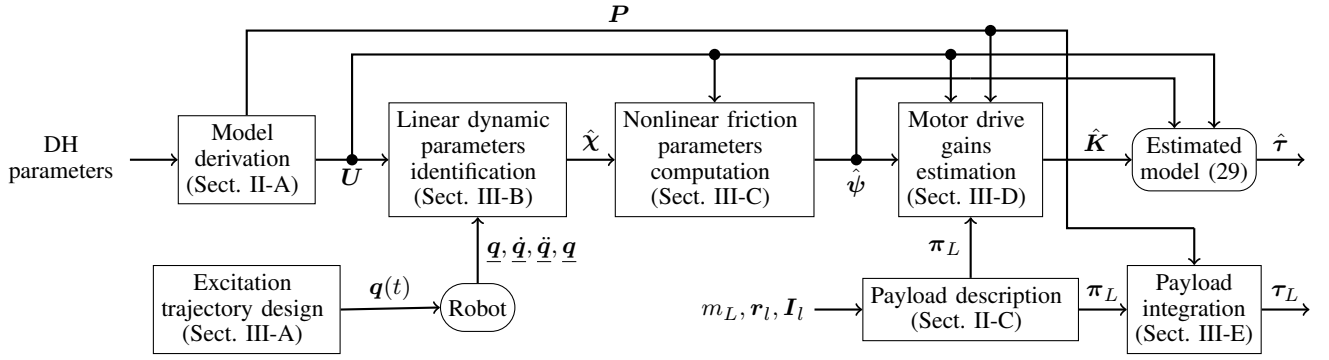 P
DH
parameters
Model
derivation
(Sect. II-A)
U
Linear dynamic
parameters
identification
(Sect. III-B)
χ̂
Nonlinear friction
parameters
computation
(Sect. III-C)
ψ̂
Motor drive
gains
estimation
(Sect. III-D)
K̂
Estimated
model (29)
τ̂
Excitation
trajectory design
(Sect. III-A)
q(t)
Robot
q̲, q̲̇, q̲̈, q̲
m_L, r_l, I_l
Payload description
(Sect. II-C)
π_L
π_L
Payload
integration
(Sect. III-E)
τ_L